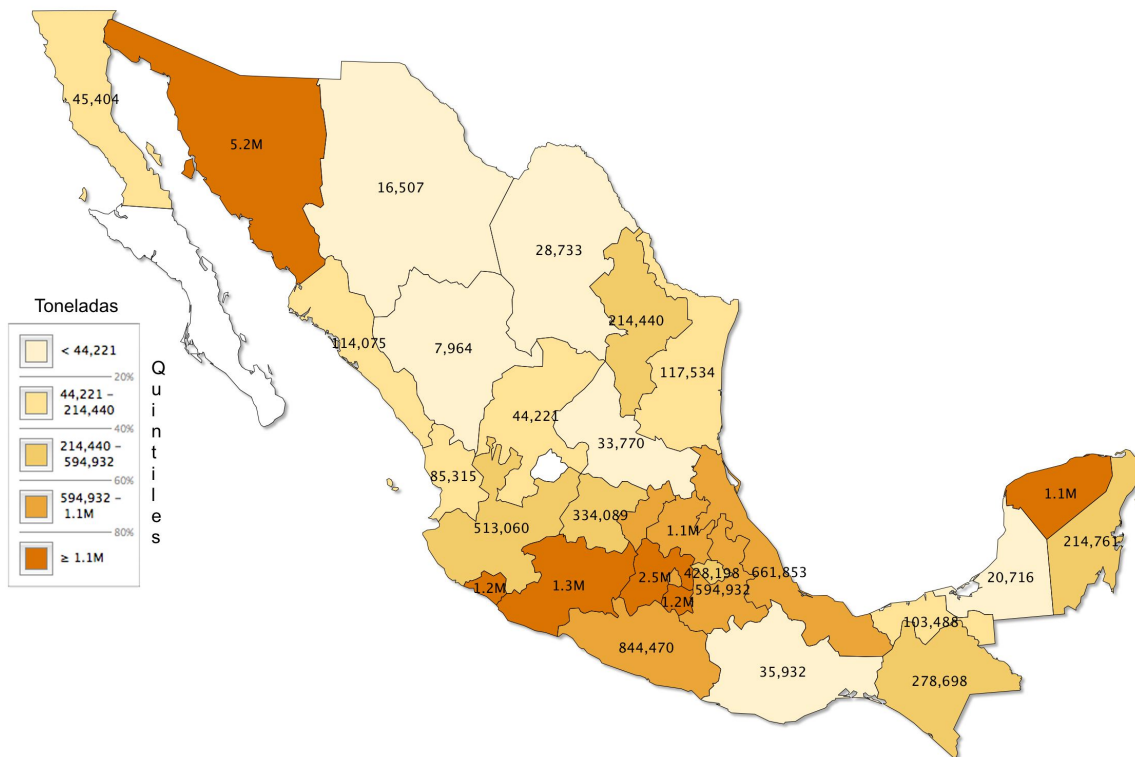 45,404
5.2M
16,507
28,733
214,440
114,075
7,964
117,534
44,221
33,770
85,315
513,060
334,089
1.1M
1.1M
214,761
1.2M
1.3M
2.5M
428,198
661,853
594,932
1.2M
20,716
103,488
844,470
35,932
278,698
Toneladas
< 44,221
20%
44,221 –
214,440
40%
214,440 –
594,932
60%
594,932 –
1.1M
80%
≥ 1.1M
Quintiles